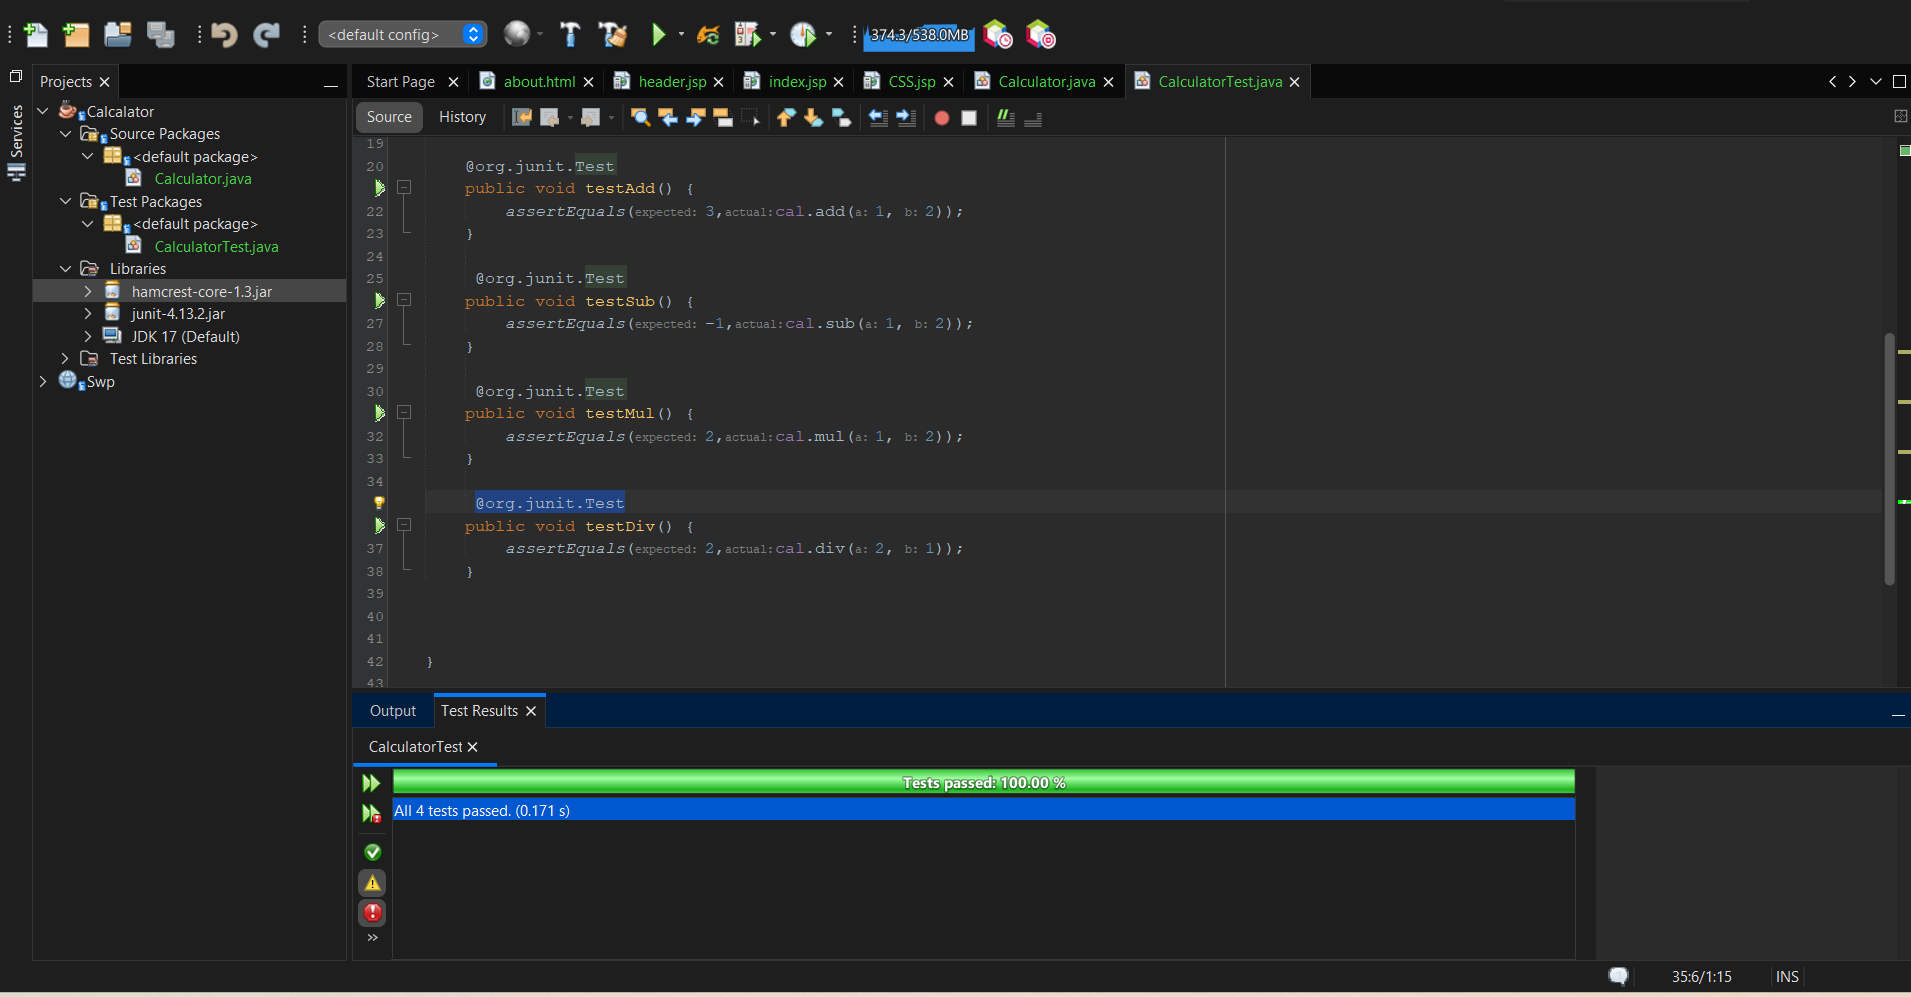 <default config>
374.3/538.0MB
Services
Projects
Calcalator
Source Packages
<default package>
Calculator.java
Test Packages
<default package>
CalculatorTest.java
Libraries
hamcrest-core-1.3.jar
junit-4.13.2.jar
JDK 17 (Default)
Test Libraries
Swp
Start Page
about.html
header.jsp
index.jsp
CSS.jsp
Calculator.java
CalculatorTest.java
Source
History
19
20 @org.junit.Test
public void testAdd() {
22 assertEquals(expected: 3,actual:cal.add(a: 1, b: 2));
23 }
24
25 @org.junit.Test
public void testSub() {
27 assertEquals(expected: -1,actual:cal.sub(a: 1, b: 2));
28 }
29
30 @org.junit.Test
public void testMul() {
32 assertEquals(expected: 2,actual:cal.mul(a: 1, b: 2));
33 }
34
@org.junit.Test
public void testDiv() {
37 assertEquals(expected: 2,actual:cal.div(a: 2, b: 1));
38 }
39
40
41
42 }
43
Output
Test Results
CalculatorTest
Tests passed: 100.00 %
All 4 tests passed. (0.171 s)
35:6/1:15
INS